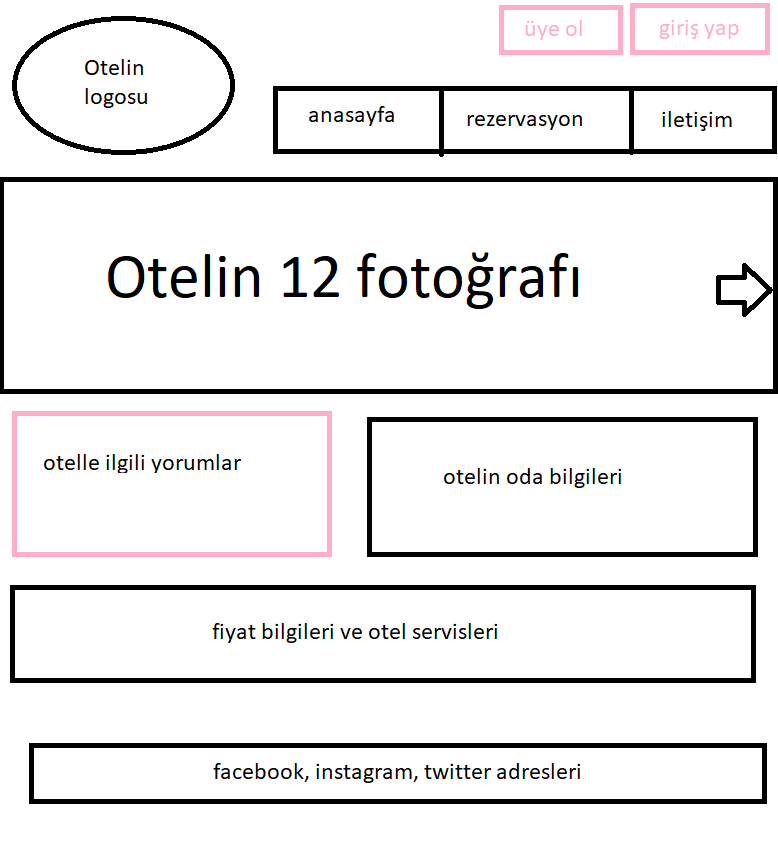 üye ol
giriş yap
Otelin
logosu
anasayfa
rezervasyon
iletişim
Otelin 12 fotoğrafı
otelle ilgili yorumlar
otelin oda bilgileri
fiyat bilgileri ve otel servisleri
facebook, instagram, twitter adresleri